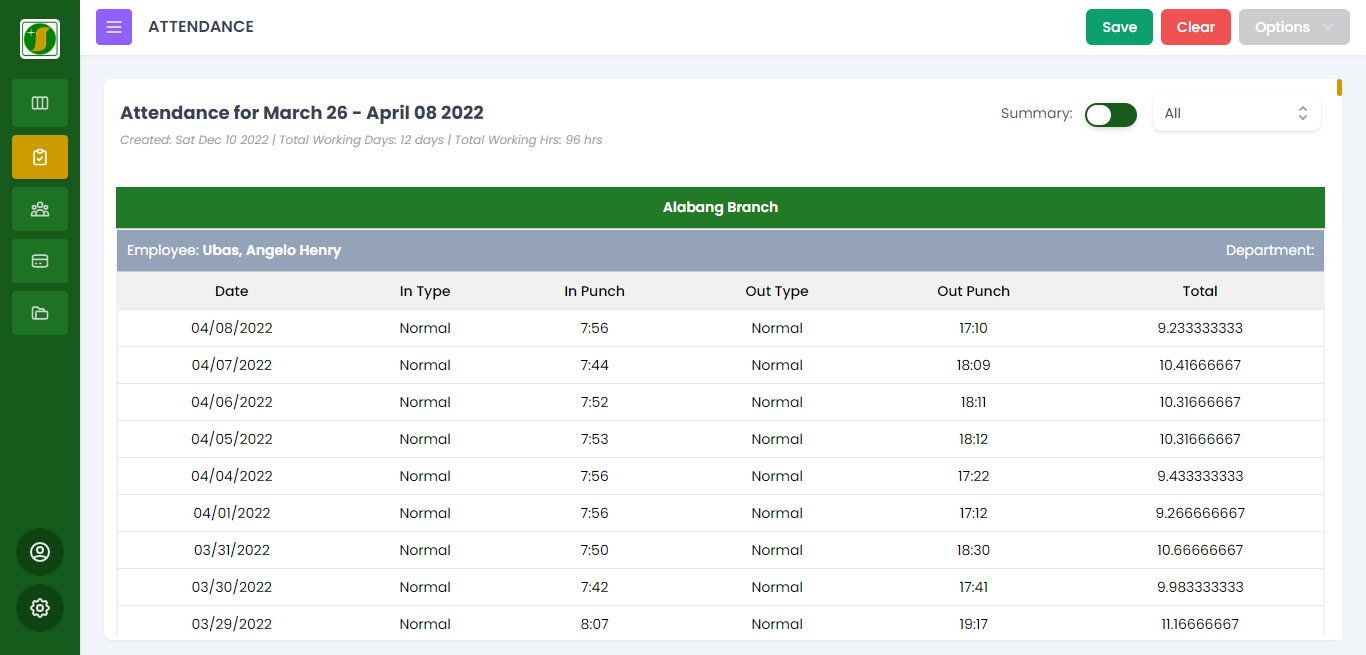 ATTENDANCE
Save Clear Options
Attendance for March 26 - April 08 2022
Summary: All
Created: Sat Dec 10 2022 | Total Working Days: 12 days | Total Working Hrs: 96 hrs
Alabang Branch
Employee: Ubas, Angelo Henry Department:
Date In Type In Punch Out Type Out Punch Total
04/08/2022 Normal 7:56 Normal 17:10 9.233333333
04/07/2022 Normal 7:44 Normal 18:09 10.41666667
04/06/2022 Normal 7:52 Normal 18:11 10.31666667
04/05/2022 Normal 7:53 Normal 18:12 10.31666667
04/04/2022 Normal 7:56 Normal 17:22 9.433333333
04/01/2022 Normal 7:56 Normal 17:12 9.266666667
03/31/2022 Normal 7:50 Normal 18:30 10.66666667
03/30/2022 Normal 7:42 Normal 17:41 9.983333333
03/29/2022 Normal 8:07 Normal 19:17 11.16666667